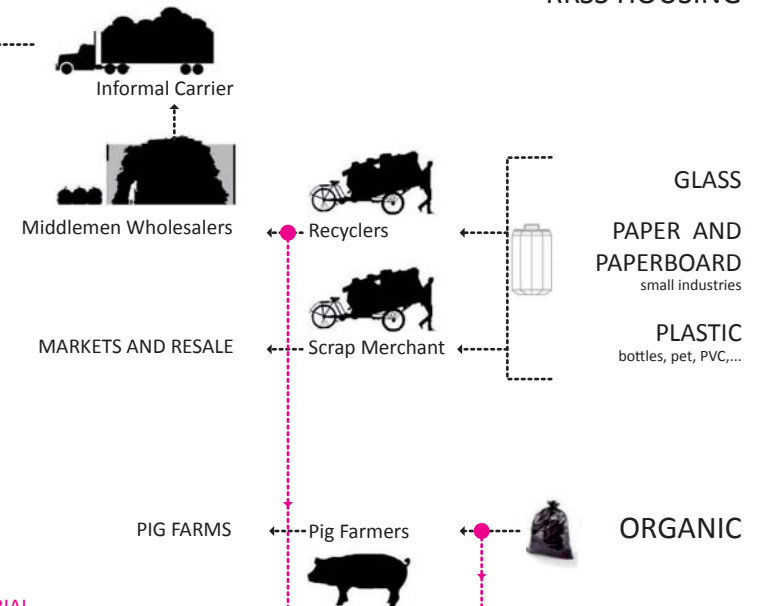 Informal Carrier
GLASS
Middlemen Wholesalers
Recyclers
PAPER AND
PAPERBOARD
small industries
PLASTIC
bottles, pet, PVC,...
MARKETS AND RESALE
Scrap Merchant
PIG FARMS
Pig Farmers
ORGANIC